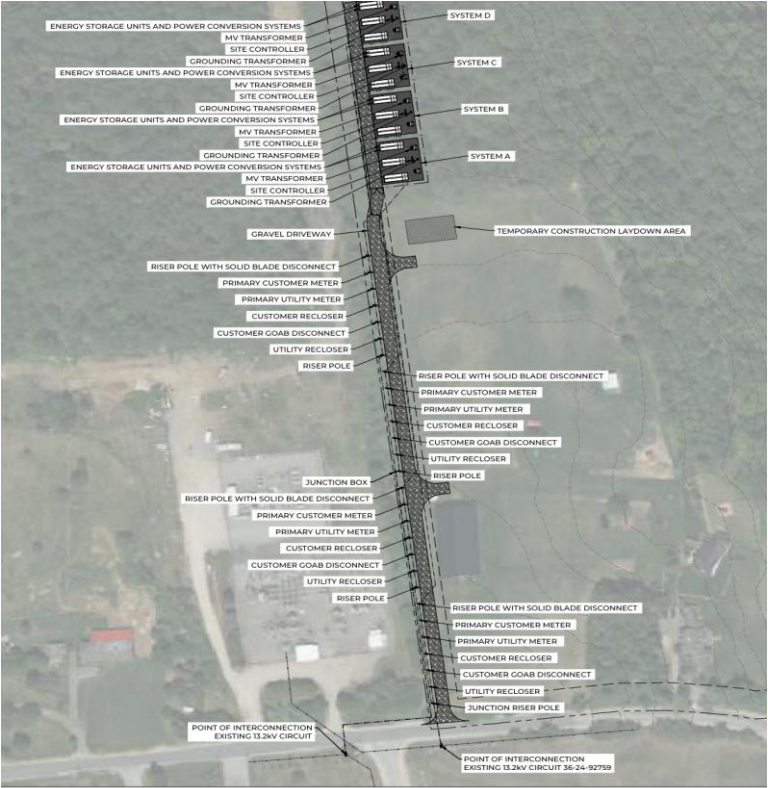 ENERGY STORAGE UNITS AND POWER CONVERSION SYSTEMS
MV TRANSFORMER
SITE CONTROLLER
GROUNDING TRANSFORMER
ENERGY STORAGE UNITS AND POWER CONVERSION SYSTEMS
MV TRANSFORMER
SITE CONTROLLER
GROUNDING TRANSFORMER
ENERGY STORAGE UNITS AND POWER CONVERSION SYSTEMS
MV TRANSFORMER
SITE CONTROLLER
GROUNDING TRANSFORMER
ENERGY STORAGE UNITS AND POWER CONVERSION SYSTEMS
MV TRANSFORMER
SITE CONTROLLER
GROUNDING TRANSFORMER
SYSTEM D
SYSTEM C
SYSTEM B
SYSTEM A
GRAVEL DRIVEWAY
TEMPORARY CONSTRUCTION LAYDOWN AREA
RISER POLE WITH SOLID BLADE DISCONNECT
PRIMARY CUSTOMER METER
PRIMARY UTILITY METER
CUSTOMER RECLOSER
CUSTOMER GOAB DISCONNECT
UTILITY RECLOSER
RISER POLE
RISER POLE WITH SOLID BLADE DISCONNECT
PRIMARY CUSTOMER METER
PRIMARY UTILITY METER
CUSTOMER RECLOSER
CUSTOMER GOAB DISCONNECT
UTILITY RECLOSER
RISER POLE
JUNCTION BOX
RISER POLE WITH SOLID BLADE DISCONNECT
PRIMARY CUSTOMER METER
PRIMARY UTILITY METER
CUSTOMER RECLOSER
CUSTOMER GOAB DISCONNECT
UTILITY RECLOSER
RISER POLE
RISER POLE WITH SOLID BLADE DISCONNECT
PRIMARY CUSTOMER METER
PRIMARY UTILITY METER
CUSTOMER RECLOSER
CUSTOMER GOAB DISCONNECT
UTILITY RECLOSER
JUNCTION RISER POLE
POINT OF INTERCONNECTION
EXISTING 13.2kV CIRCUIT
POINT OF INTERCONNECTION
EXISTING 13.2kV CIRCUIT 36-24-92759